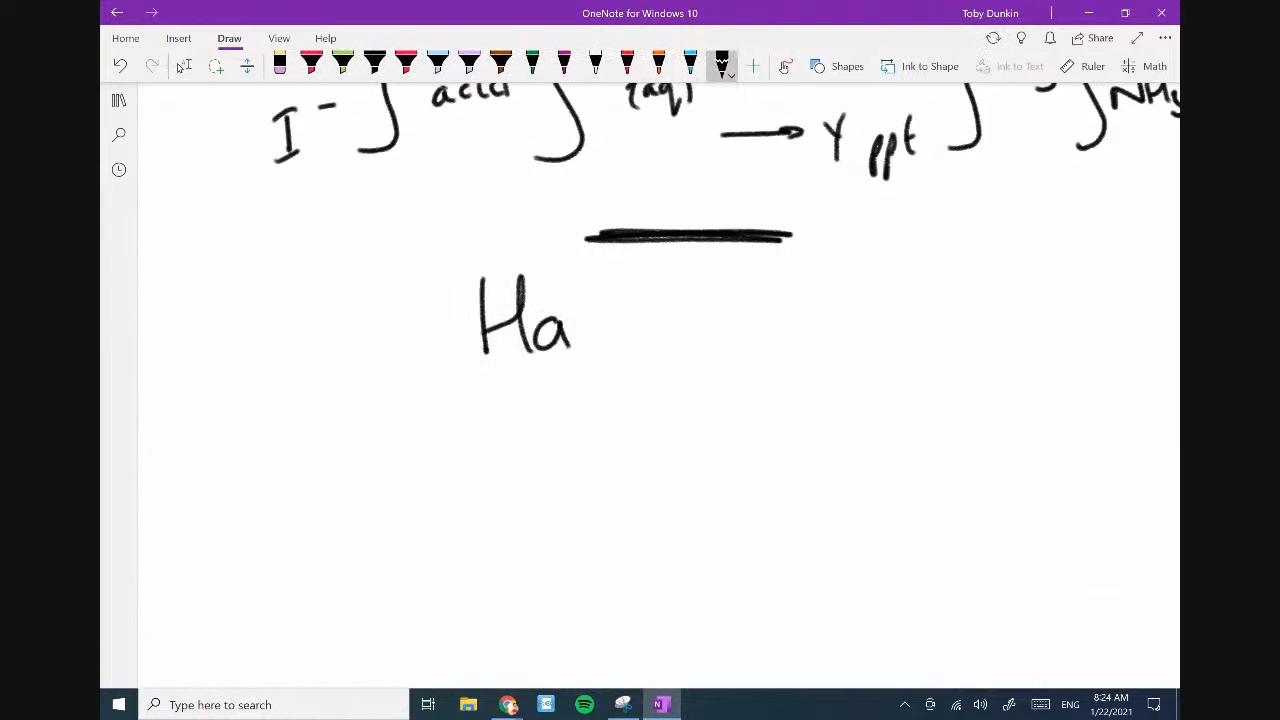 OneNote for Windows 10
Toby Dunkin
Home Insert Draw View Help Share
Shapes Ink to Shape Ink to Text Ruler Math
I - acid (aq) → Y ppt NH3
Ha
Type here to search
ENG
8:24 AM
1/22/2021